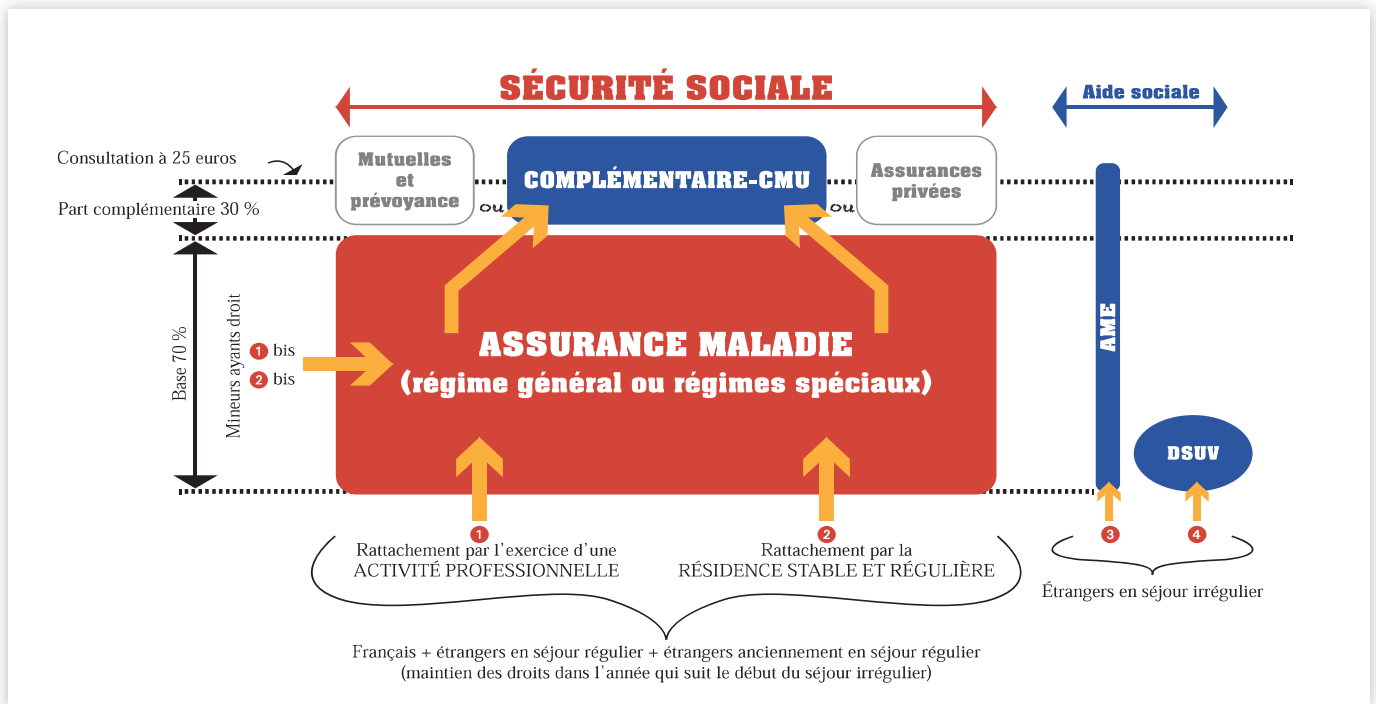 SÉCURITÉ SOCIALE
Aide sociale
Consultation à 25 euros
Part complémentaire 30 %
Mutuelles
et
prévoyance
ou
COMPLÉMENTAIRE-CMU
ou
Assurances
privées
Base 70 %
Mineurs ayants droit
1 bis
2 bis
ASSURANCE MALADIE
(régime général ou régimes spéciaux)
AME
DSUV
1
Rattachement par l'exercice d'une
ACTIVITÉ PROFESSIONNELLE
2
Rattachement par la
RÉSIDENCE STABLE ET RÉGULIÈRE
3
4
Étrangers en séjour irrégulier
Français + étrangers en séjour régulier + étrangers anciennement en séjour régulier
(maintien des droits dans l'année qui suit le début du séjour irrégulier)